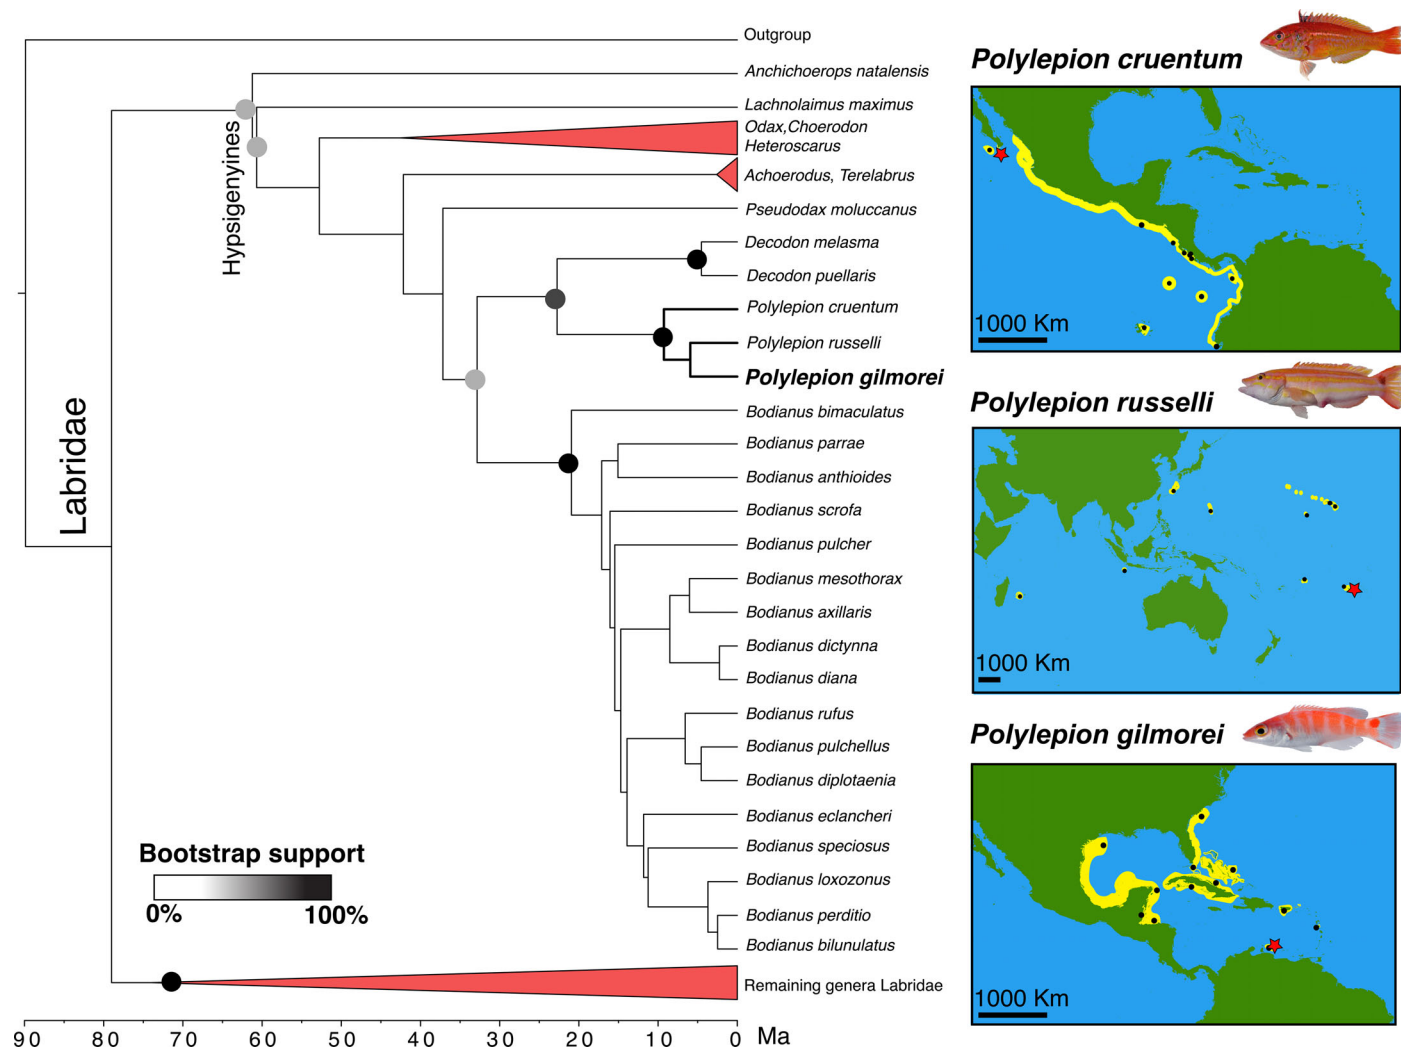 Outgroup
Anchichoerops natalensis
Lachnolaimus maximus
Odax,Choerodon
Heteroscarus
Achoerodus, Terelabrus
Pseudodax moluccanus
Decodon melasma
Decodon puellaris
Polylepion cruentum
Polylepion russelli
Polylepion gilmorei
Bodianus bimaculatus
Bodianus parrae
Bodianus anthioides
Bodianus scrofa
Bodianus pulcher
Bodianus mesothorax
Bodianus axillaris
Bodianus dictynna
Bodianus diana
Bodianus rufus
Bodianus pulchellus
Bodianus diplotaenia
Bodianus eclancheri
Bodianus speciosus
Bodianus loxozonus
Bodianus perditio
Bodianus bilunulatus
Remaining genera Labridae
Hypsigenyines
Labridae
Bootstrap support
0% 100%
90 80 70 60 50 40 30 20 10 0 Ma
Polylepion cruentum
1000 Km
Polylepion russelli
1000 Km
Polylepion gilmorei
1000 Km